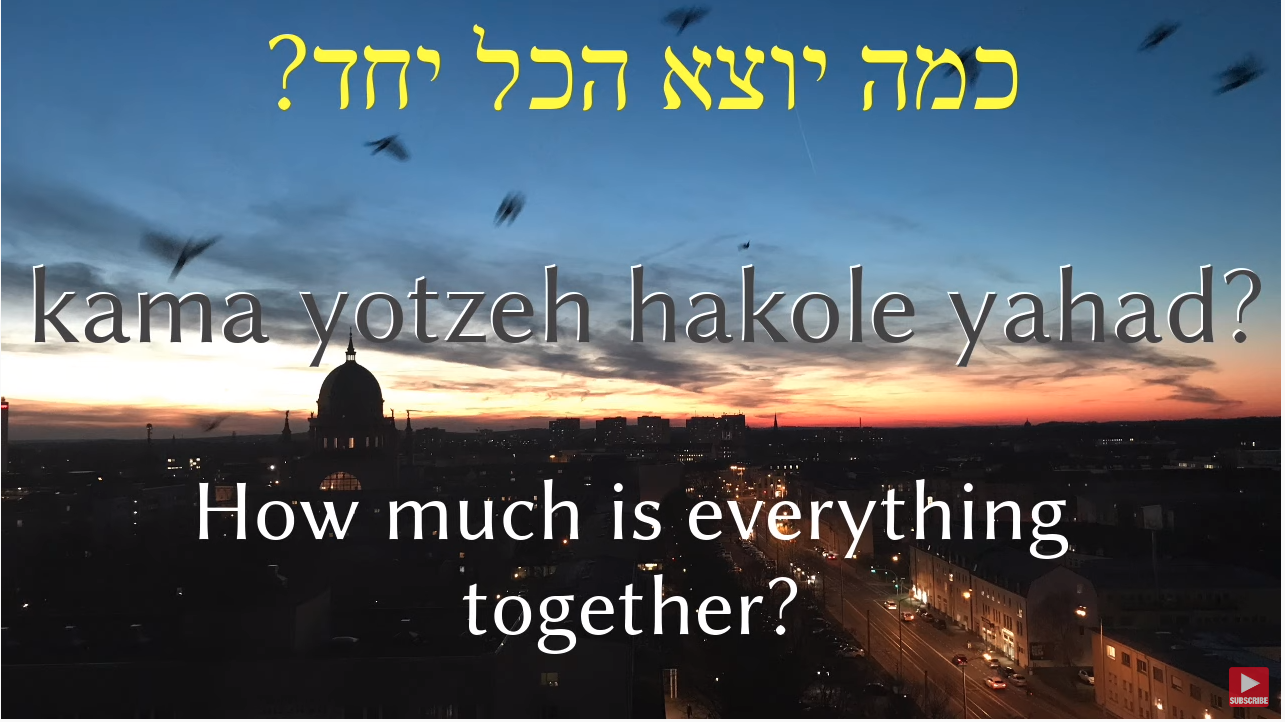 כמה יוצא הכל יחד?
kama yotzeh hakole yahad?
How much is everything
together?
SUBSCRIBE